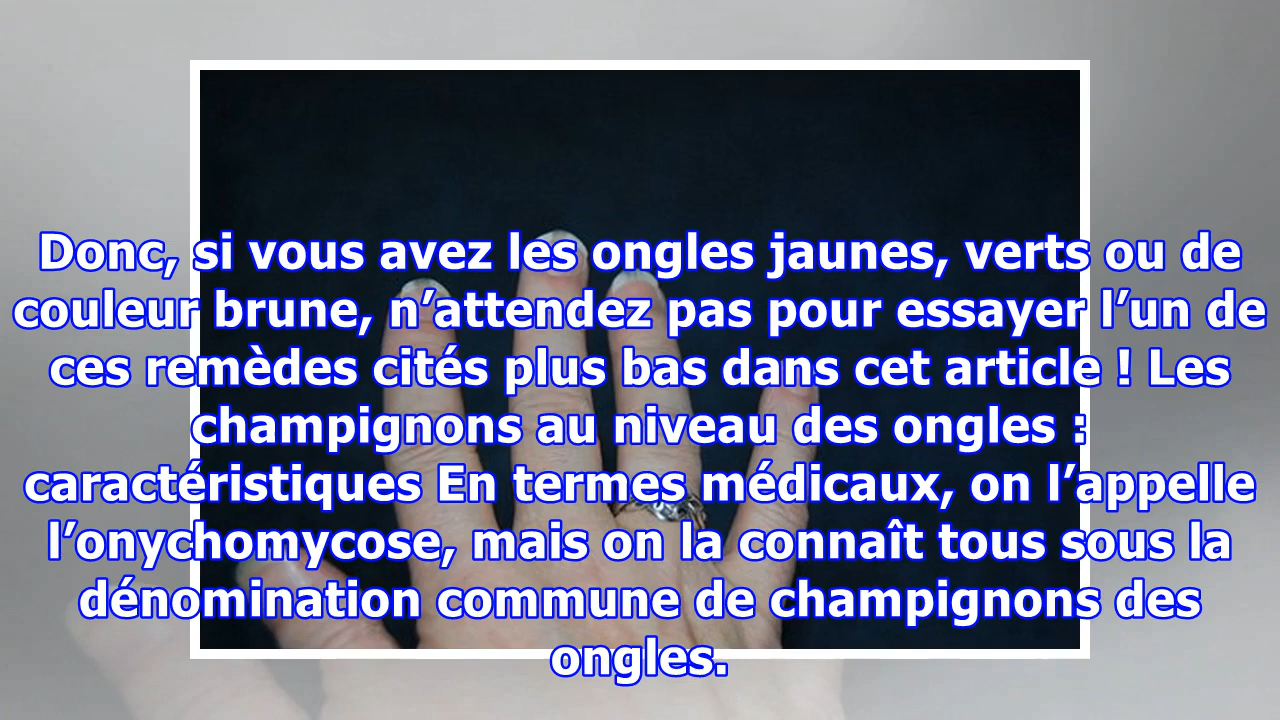 Donc, si vous avez les ongles jaunes, verts ou de
couleur brune, n’attendez pas pour essayer l’un de
ces remèdes cités plus bas dans cet article ! Les
champignons au niveau des ongles :
caractéristiques En termes médicaux, on l’appelle
l’onychomycose, mais on la connaît tous sous la
dénomination commune de champignons des
ongles.